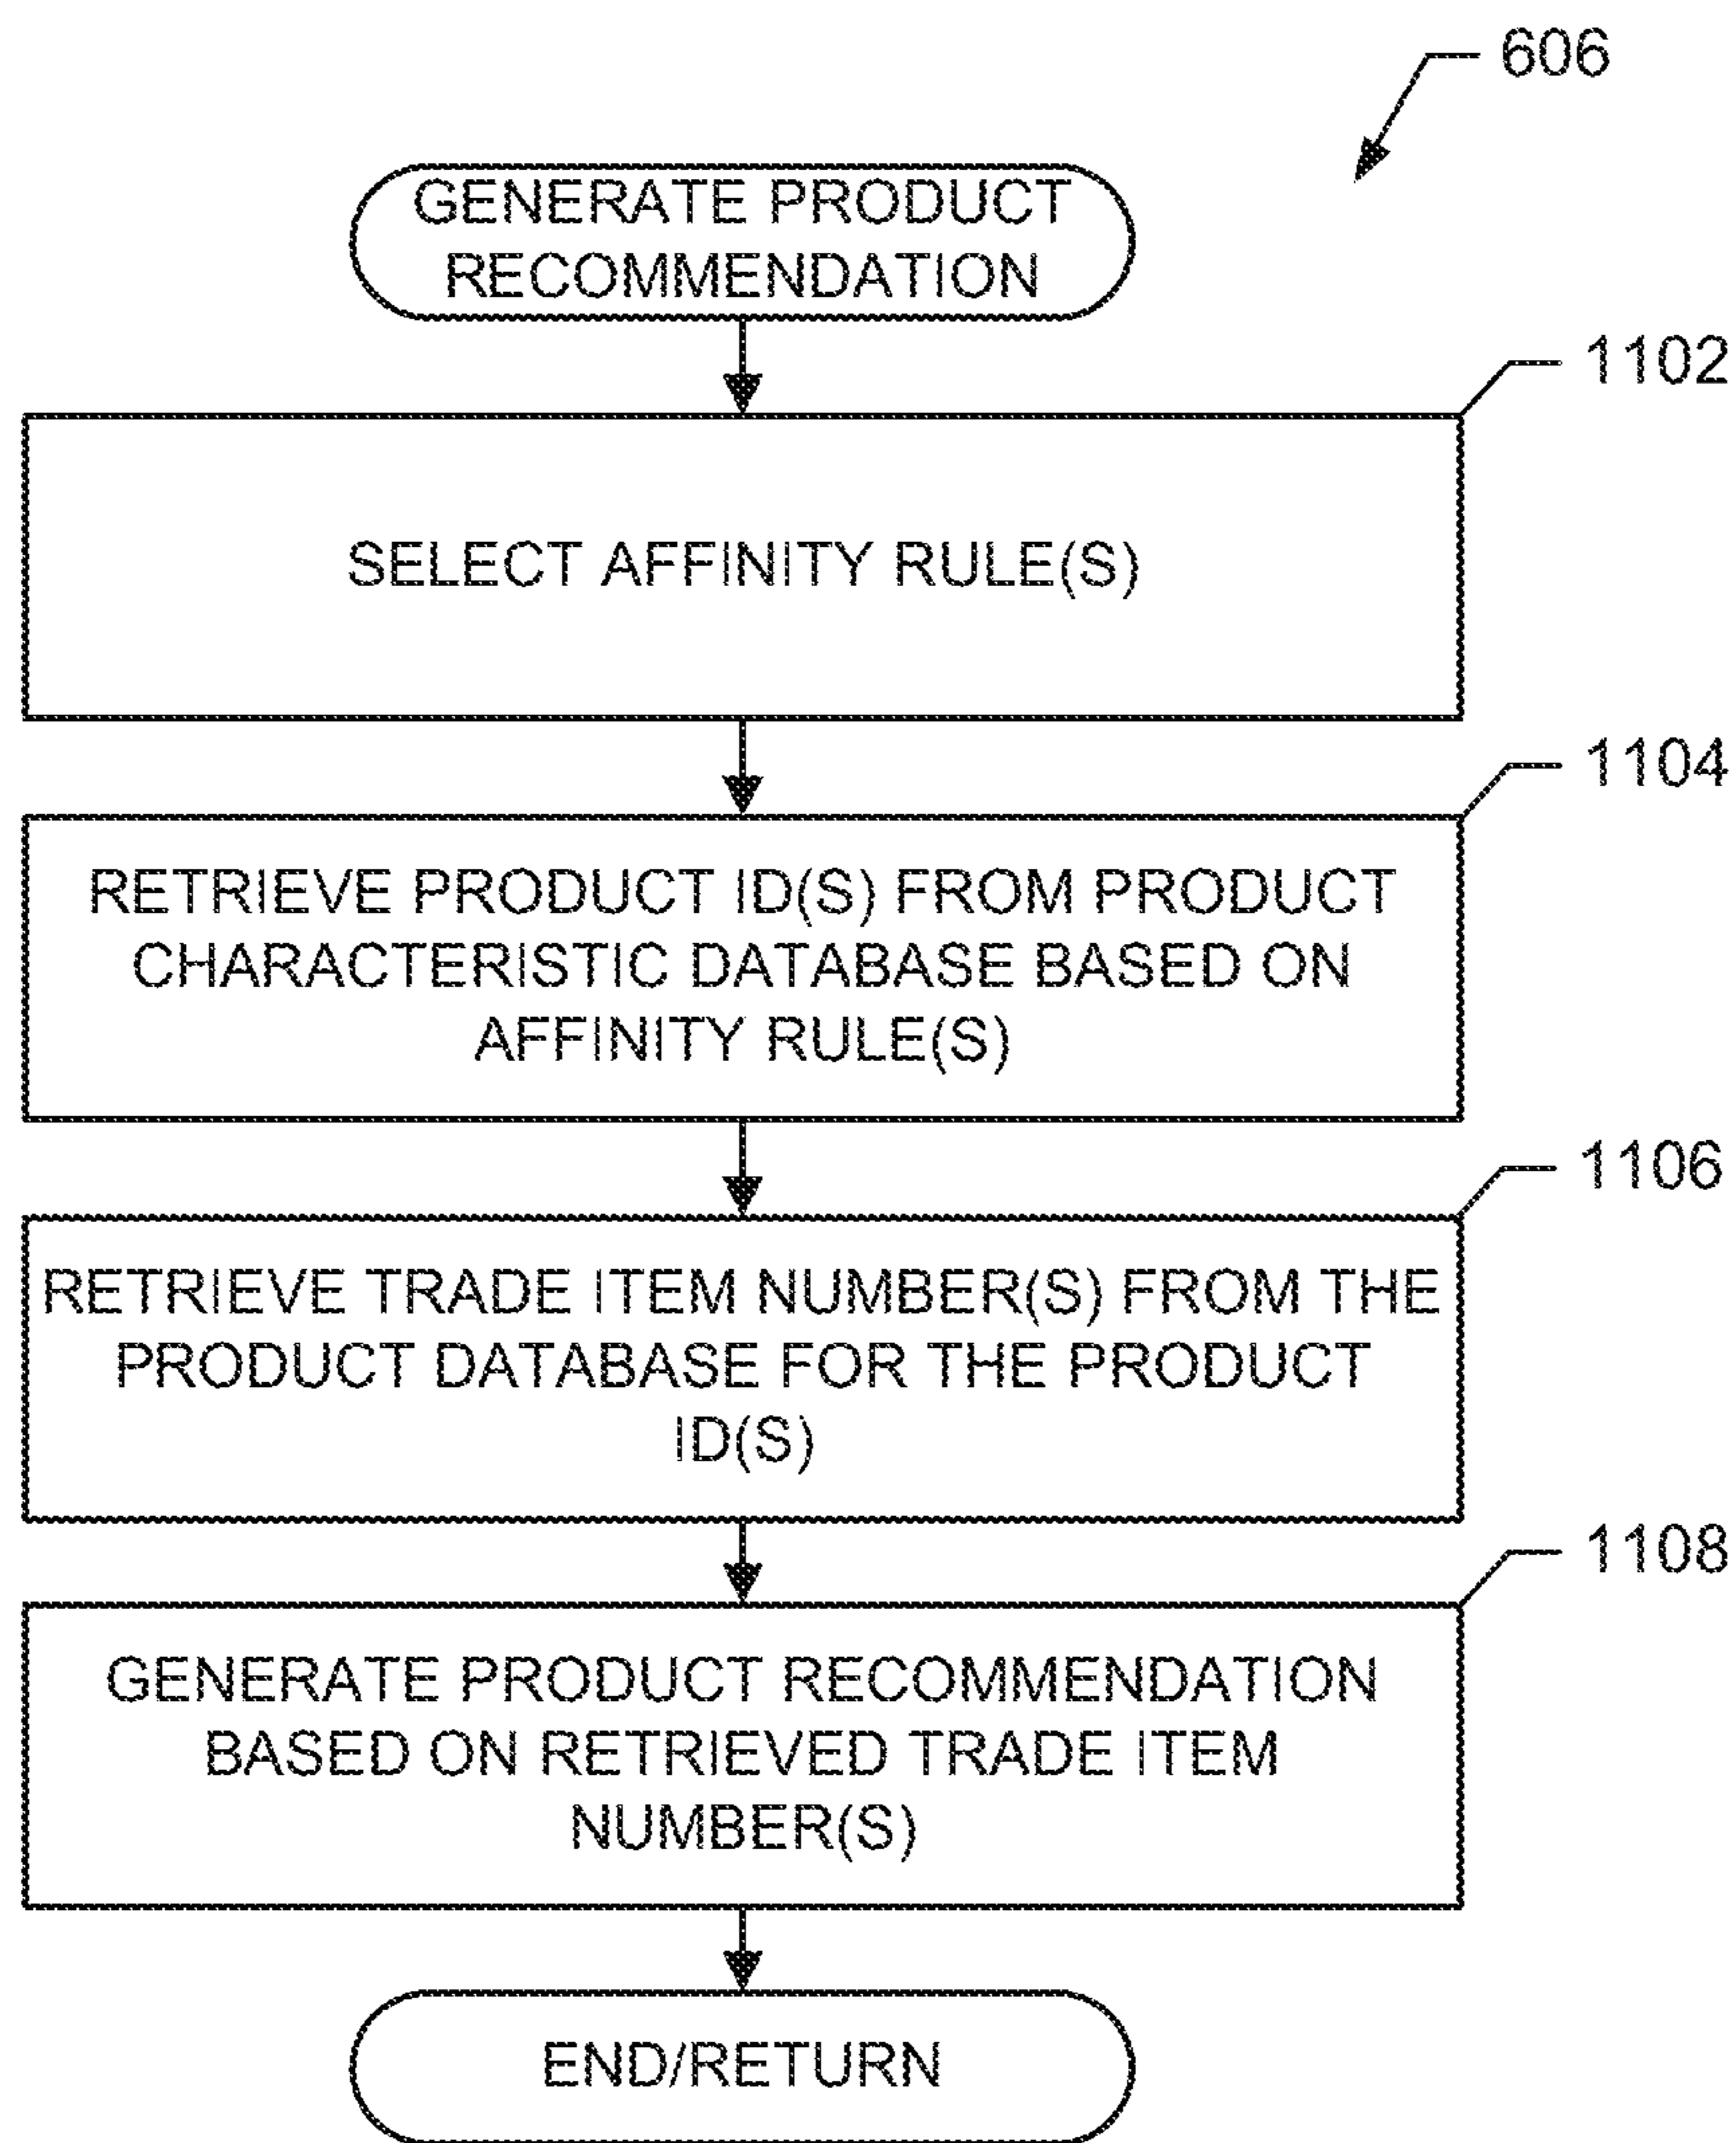 606
GENERATE PRODUCT
RECOMMENDATION
1102
SELECT AFFINITY RULE(S)
1104
RETRIEVE PRODUCT ID(S) FROM PRODUCT
CHARACTERISTIC DATABASE BASED ON
AFFINITY RULE(S)
1106
RETRIEVE TRADE ITEM NUMBER(S) FROM THE
PRODUCT DATABASE FOR THE PRODUCT
ID(S)
1108
GENERATE PRODUCT RECOMMENDATION
BASED ON RETRIEVED TRADE ITEM
NUMBER(S)
END/RETURN